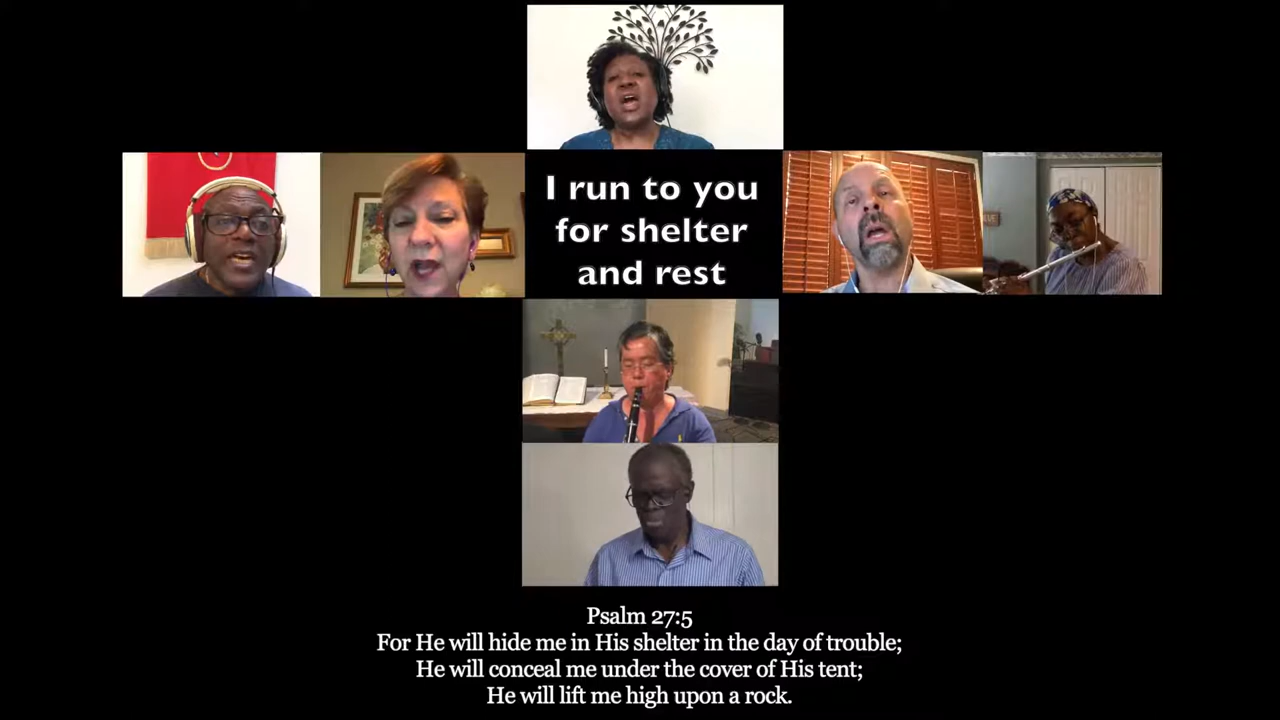 I run to you
for shelter
and rest
Psalm 27:5
For He will hide me in His shelter in the day of trouble;
He will conceal me under the cover of His tent;
He will lift me high upon a rock.